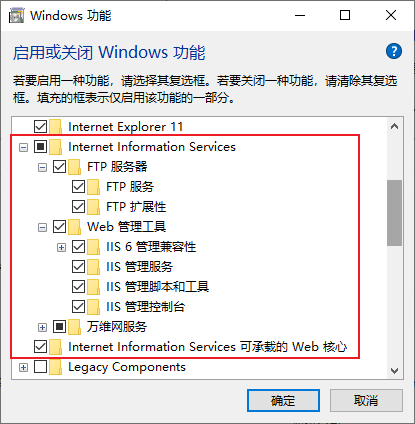 Windows 功能
启用或关闭 Windows 功能
若要启用一种功能，请选择其复选框。若要关闭一种功能，请清除其复选
框。填充的框表示仅启用该功能的一部分。
Internet Explorer 11
Internet Information Services
FTP 服务器
FTP 服务
FTP 扩展性
Web 管理工具
IIS 6 管理兼容性
IIS 管理服务
IIS 管理脚本和工具
IIS 管理控制台
万维网服务
Internet Information Services 可承载的 Web 核心
Legacy Components
确定
取消